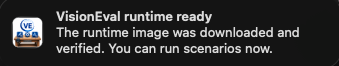 VE
VisionEval runtime ready
The runtime image was downloaded and
verified. You can run scenarios now.